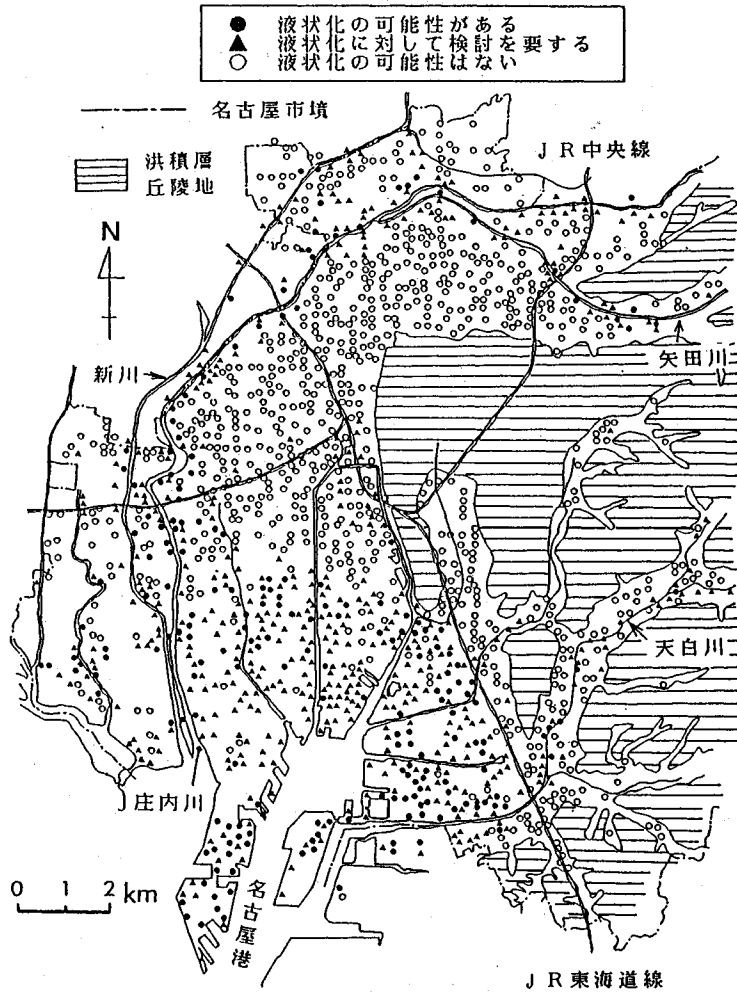 ● 液状化の可能性がある
▲ 液状化に対して検討を要する
○ 液状化の可能性はない
名古屋市墳
JR中央線
洪積層
丘陵地
N
矢田川
新川
天白川
庄内川
0 1 2 km
名古屋港
JR東海道線